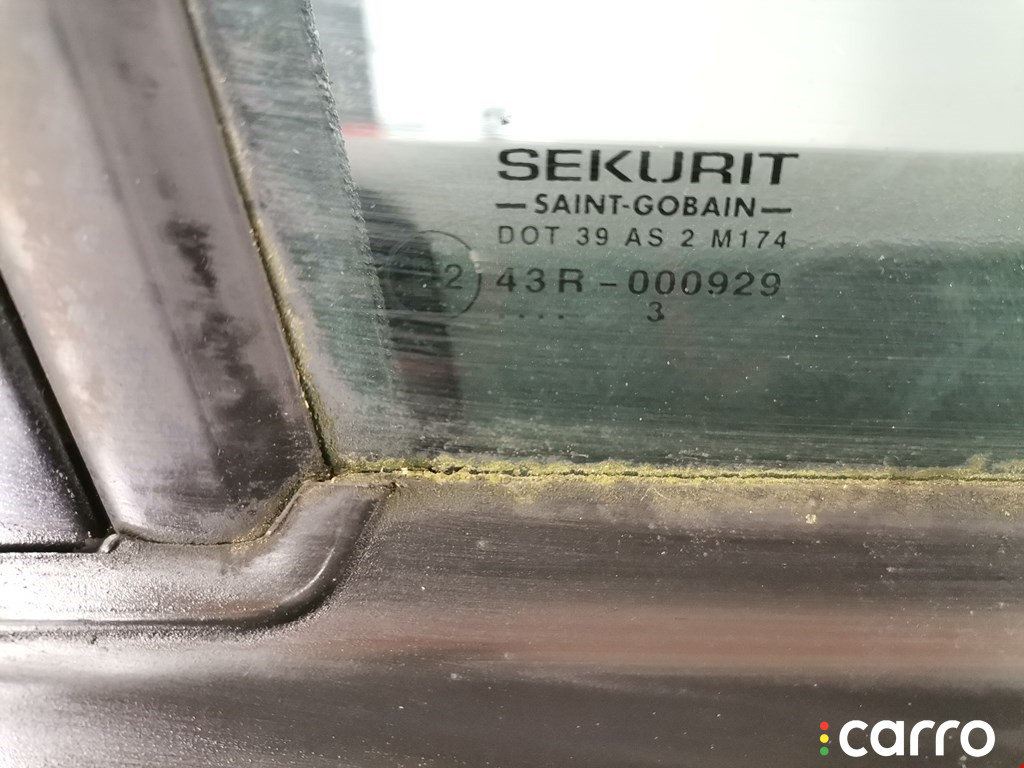 SEKURIT
—SAINT-GOBAIN—
DOT 39 AS 2 M174
2 43R-000929
.... 3
carro